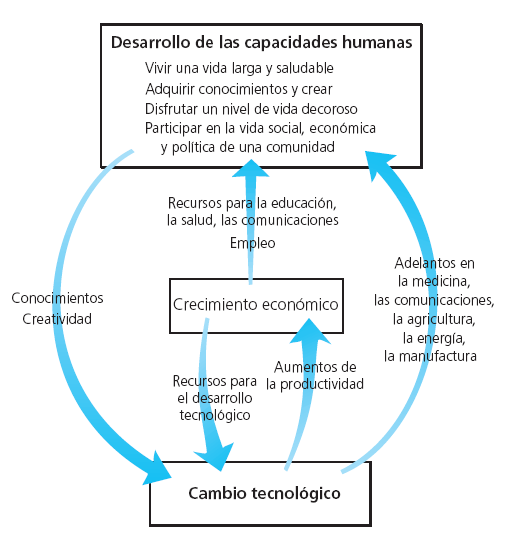 Desarrollo de las capacidades humanas
Vivir una vida larga y saludable
Adquirir conocimientos y crear
Disfrutar un nivel de vida decoroso
Participar en la vida social, económica
y política de una comunidad
Recursos para la educación,
la salud, las comunicaciones
Empleo
Conocimientos
Creatividad
Adelantos en
la medicina,
las comunicaciones,
la agricultura,
la energía,
la manufactura
Crecimiento económico
Recursos para
el desarrollo
tecnológico
Aumentos de
la productividad
Cambio tecnológico